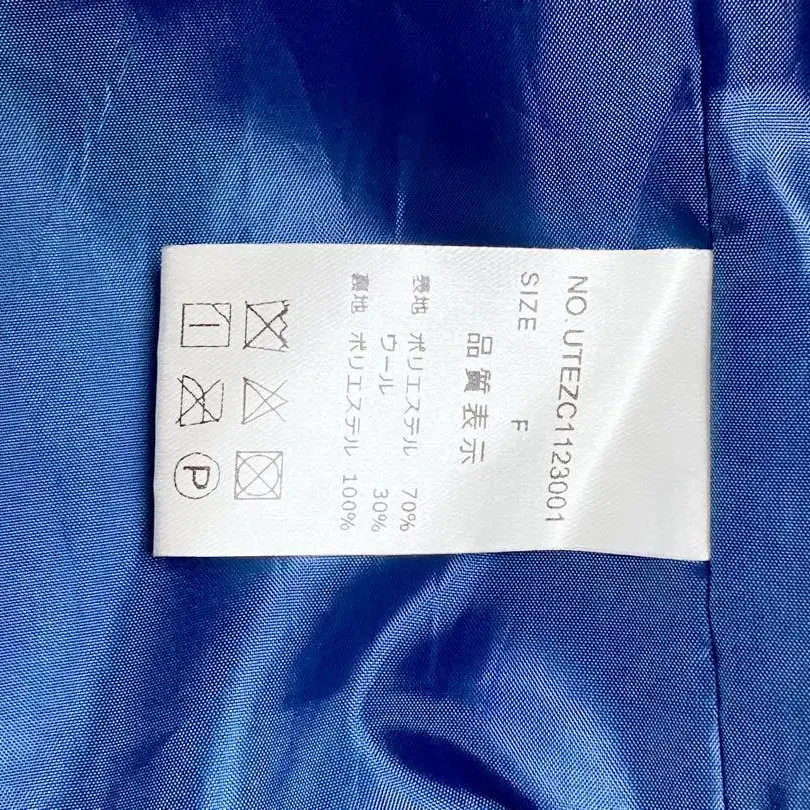 NO.UTEZC1123001
SIZE F
品質表示
表地 ポリエステル 70%
ウール 30%
裏地 ポリエステル 100%
P